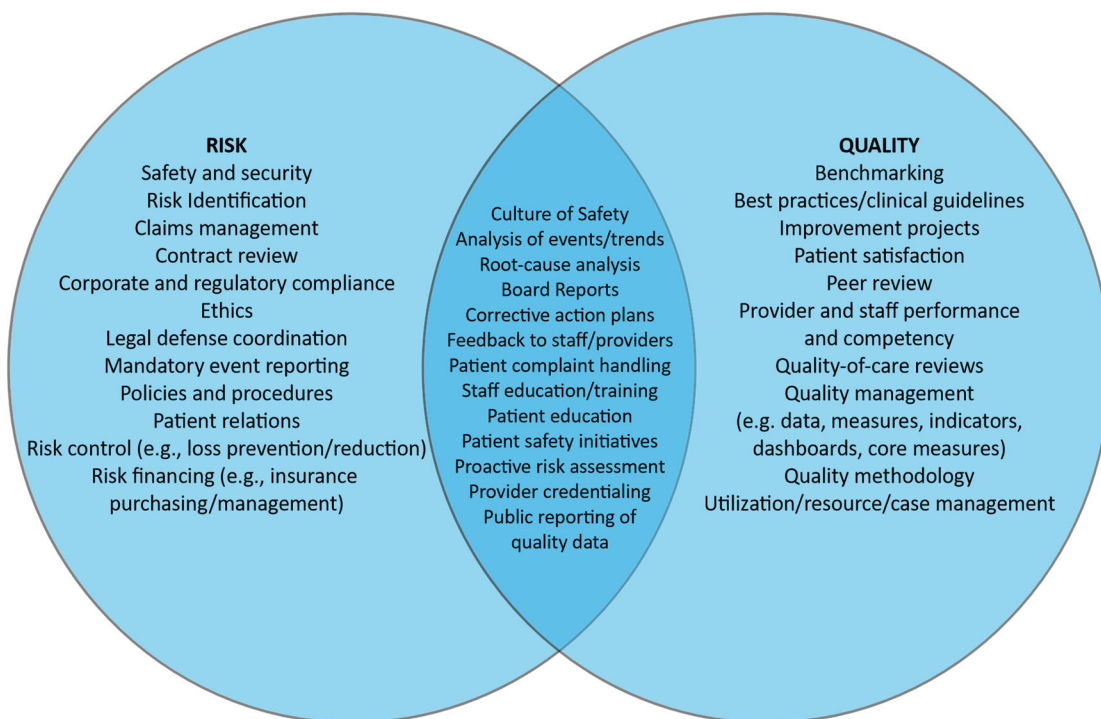 RISK
Safety and security
Risk Identification
Claims management
Contract review
Corporate and regulatory compliance
Ethics
Legal defense coordination
Mandatory event reporting
Policies and procedures
Patient relations
Risk control (e.g., loss prevention/reduction)
Risk financing (e.g., insurance
purchasing/management)
Culture of Safety
Analysis of events/trends
Root-cause analysis
Board Reports
Corrective action plans
Feedback to staff/providers
Patient complaint handling
Staff education/training
Patient education
Patient safety initiatives
Proactive risk assessment
Provider credentialing
Public reporting of
quality data
QUALITY
Benchmarking
Best practices/clinical guidelines
Improvement projects
Patient satisfaction
Peer review
Provider and staff performance
and competency
Quality-of-care reviews
Quality management
(e.g. data, measures, indicators,
dashboards, core measures)
Quality methodology
Utilization/resource/case management